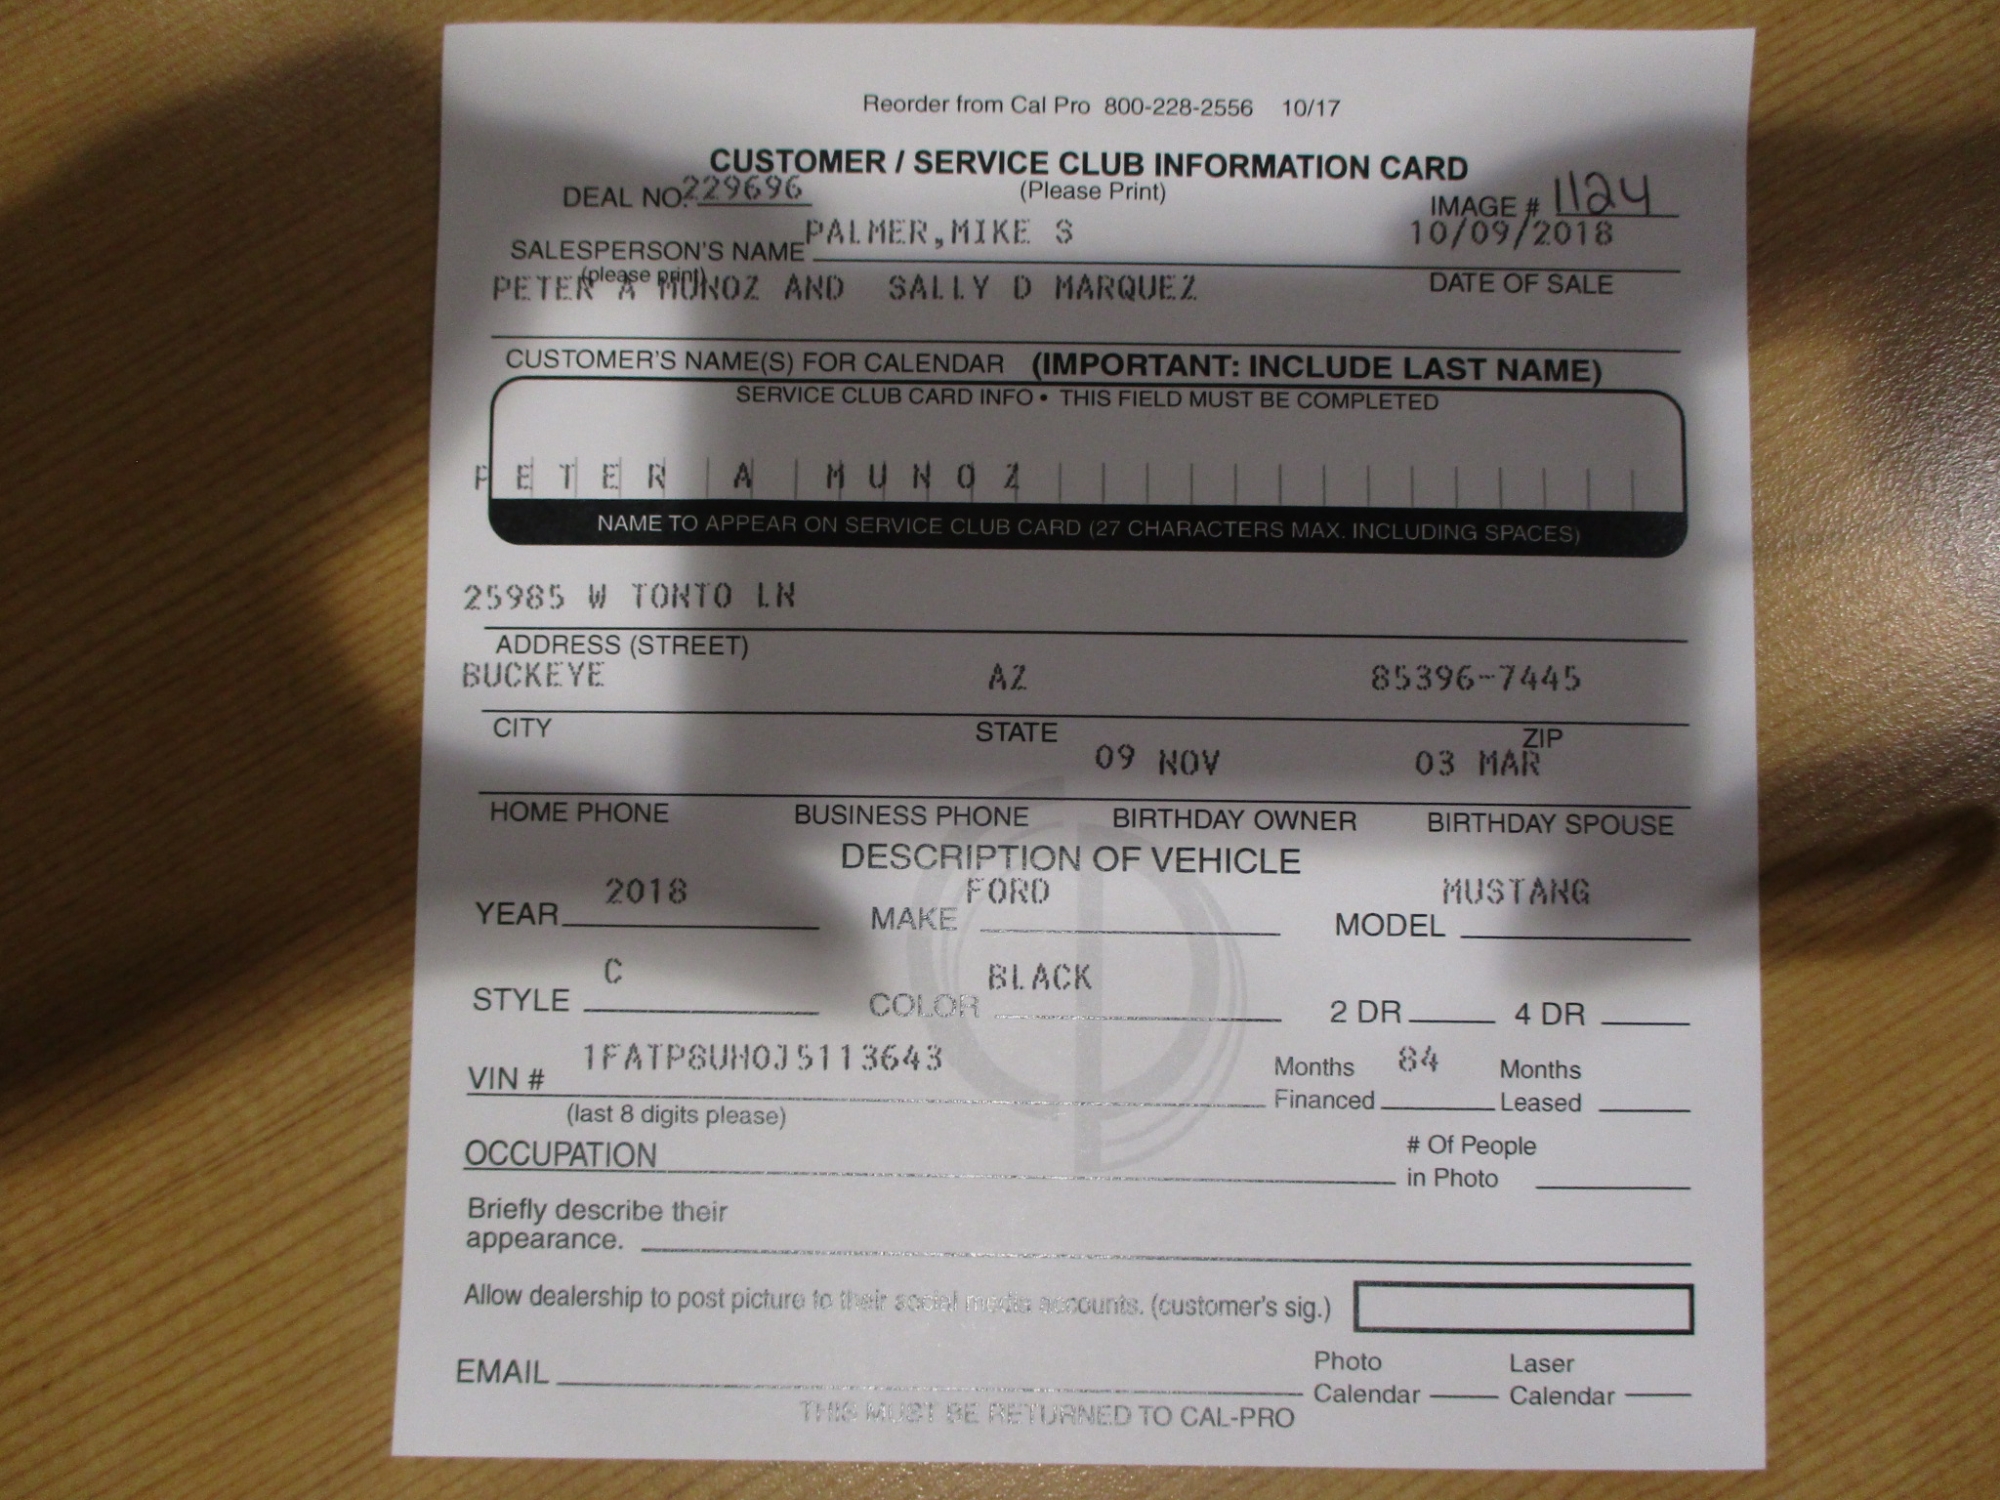 Reorder from Cal Pro 800-228-2556 10/17
CUSTOMER / SERVICE CLUB INFORMATION CARD
DEAL NO. 229696 (Please Print) IMAGE # 1124
SALESPERSON'S NAME PALMER,MIKE S 10/09/2018
(please print) DATE OF SALE
PETER A MUNOZ AND SALLY D MARQUEZ
CUSTOMER'S NAME(S) FOR CALENDAR (IMPORTANT: INCLUDE LAST NAME)
SERVICE CLUB CARD INFO • THIS FIELD MUST BE COMPLETED
PETER A MUNOZ
NAME TO APPEAR ON SERVICE CLUB CARD (27 CHARACTERS MAX. INCLUDING SPACES)
25985 W TONTO LN
ADDRESS (STREET)
BUCKEYE AZ 85396-7445
CITY STATE ZIP
09 NOV 03 MAR
HOME PHONE BUSINESS PHONE BIRTHDAY OWNER BIRTHDAY SPOUSE
DESCRIPTION OF VEHICLE
YEAR 2018 MAKE FORD MODEL MUSTANG
STYLE C COLOR BLACK 2 DR 4 DR
VIN # 1FATP8UH0J5113643 Months Financed 84 Months Leased
(last 8 digits please)
OCCUPATION # Of People in Photo
Briefly describe their
appearance.
Allow dealership to post picture to their social media accounts. (customer's sig.)
EMAIL Photo Calendar Laser Calendar
THIS MUST BE RETURNED TO CAL-PRO